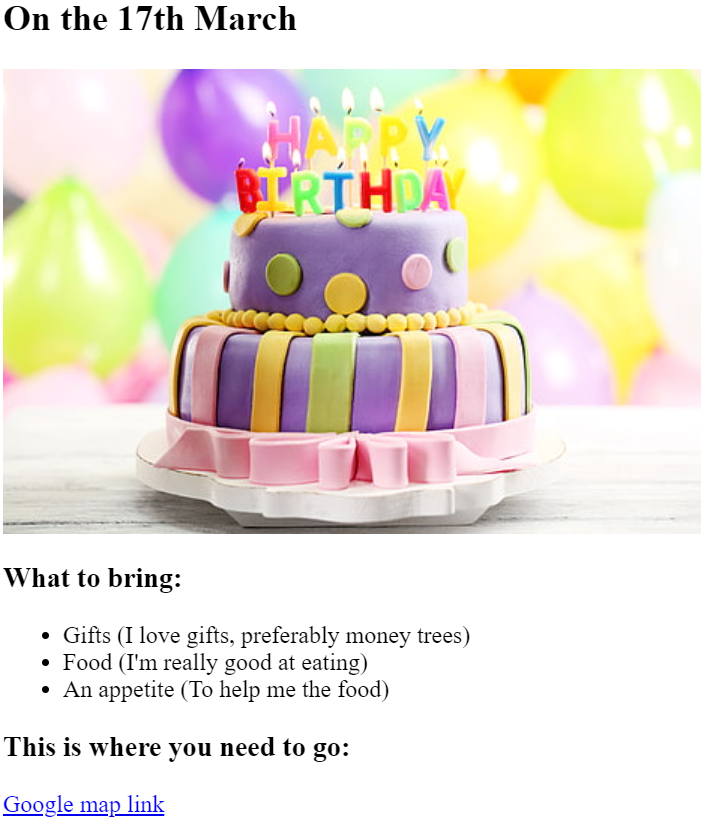 On the 17th March
HAPPY
BIRTHDAY
What to bring:
Gifts (I love gifts, preferably money trees)
Food (I'm really good at eating)
An appetite (To help me the food)
This is where you need to go:
Google map link